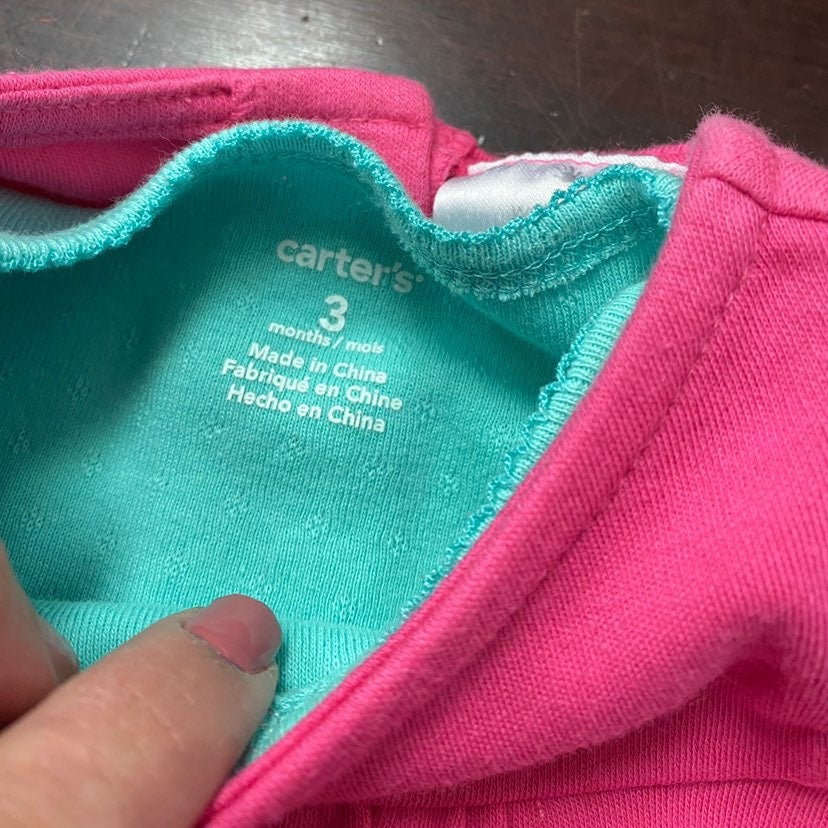 carter's
3
months / mois
Made in China
Fabriqué en Chine
Hecho en China